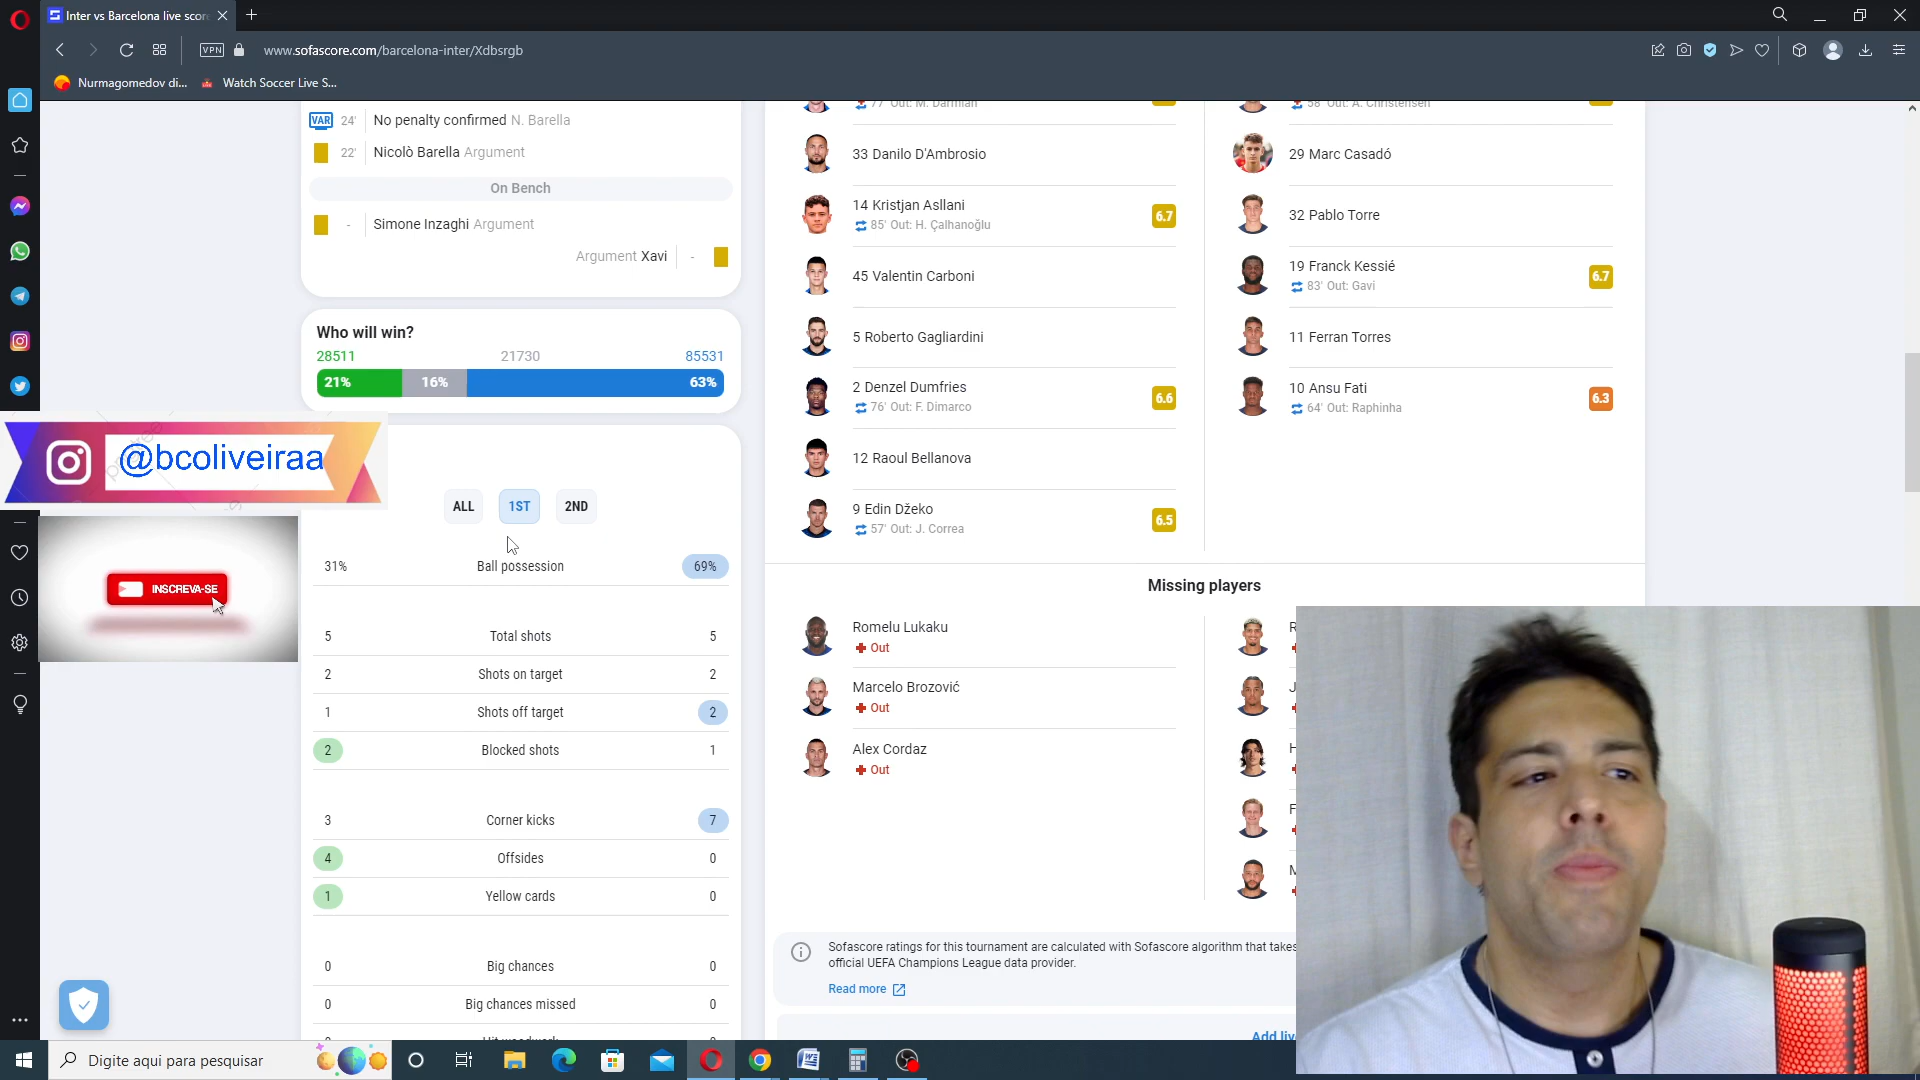 Inter vs Barcelona live score
VPN
www.sofascore.com/barcelona-inter/Xdbsrgb
Nurmagomedov di...
Watch Soccer Live S...
VAR 24' No penalty confirmed N. Barella
22' Nicolò Barella Argument
On Bench
- Simone Inzaghi Argument
Argument Xavi -
Who will win?
28511 21730 85531
21% 16% 63%
@bcoliveiraa
INSCREVA-SE
ALL 1ST 2ND
31% Ball possession 69%
5 Total shots 5
2 Shots on target 2
1 Shots off target 2
2 Blocked shots 1
3 Corner kicks 7
4 Offsides 0
1 Yellow cards 0
0 Big chances 0
0 Big chances missed 0
77' Out: M. Darmian
33 Danilo D'Ambrosio
14 Kristjan Asllani
85' Out: H. Çalhanoğlu
6.7
45 Valentin Carboni
5 Roberto Gagliardini
2 Denzel Dumfries
76' Out: F. Dimarco
6.6
12 Raoul Bellanova
9 Edin Džeko
57' Out: J. Correa
6.5
58' Out: A. Christensen
29 Marc Casadó
32 Pablo Torre
19 Franck Kessié
83' Out: Gavi
6.7
11 Ferran Torres
10 Ansu Fati
64' Out: Raphinha
6.3
Missing players
Romelu Lukaku
Out
Marcelo Brozović
Out
Alex Cordaz
Out
Sofascore ratings for this tournament are calculated with Sofascore algorithm that takes
official UEFA Champions League data provider.
Read more
Digite aqui para pesquisar